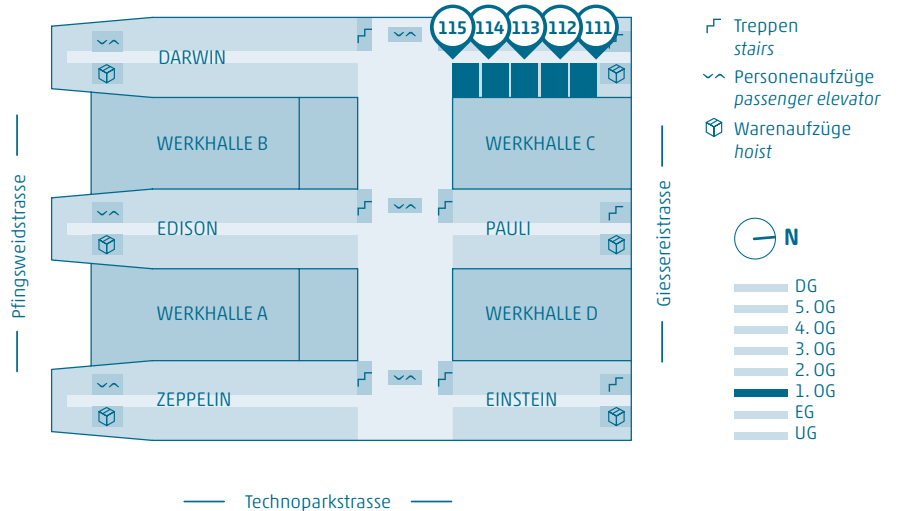 115 114 113 112 111
DARWIN
WERKHALLE B
WERKHALLE C
EDISON
PAULI
WERKHALLE A
WERKHALLE D
ZEPPELIN
EINSTEIN
Pfingsweidstrasse
Giessereistrasse
Technoparkstrasse
Treppen
stairs
Personenaufzüge
passenger elevator
Warenaufzüge
hoist
N
DG
5. OG
4. OG
3. OG
2. OG
1. OG
EG
UG